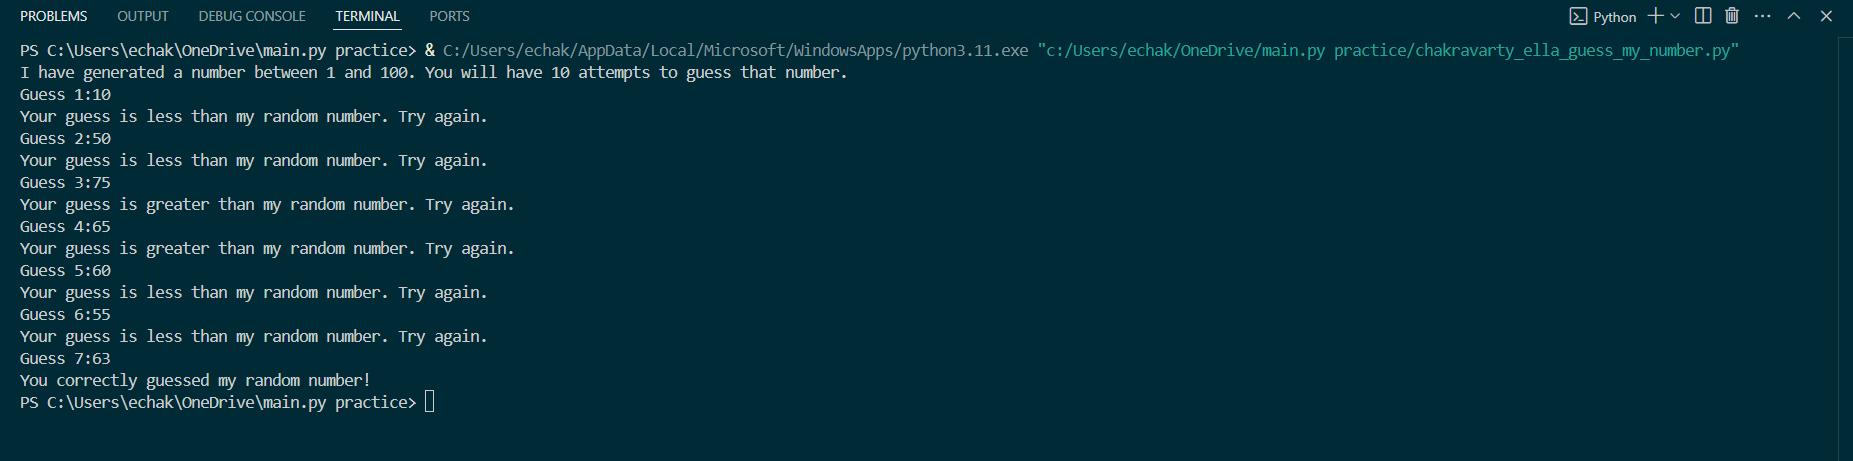 PROBLEMS OUTPUT DEBUG CONSOLE TERMINAL PORTS Python
PS C:\Users\echak\OneDrive\main.py practice> & C:/Users/echak/AppData/Local/Microsoft/WindowsApps/python3.11.exe "c:/Users/echak/OneDrive/main.py practice/chakravarty_ella_guess_my_number.py"
I have generated a number between 1 and 100. You will have 10 attempts to guess that number.
Guess 1:10
Your guess is less than my random number. Try again.
Guess 2:50
Your guess is less than my random number. Try again.
Guess 3:75
Your guess is greater than my random number. Try again.
Guess 4:65
Your guess is greater than my random number. Try again.
Guess 5:60
Your guess is less than my random number. Try again.
Guess 6:55
Your guess is less than my random number. Try again.
Guess 7:63
You correctly guessed my random number!
PS C:\Users\echak\OneDrive\main.py practice>